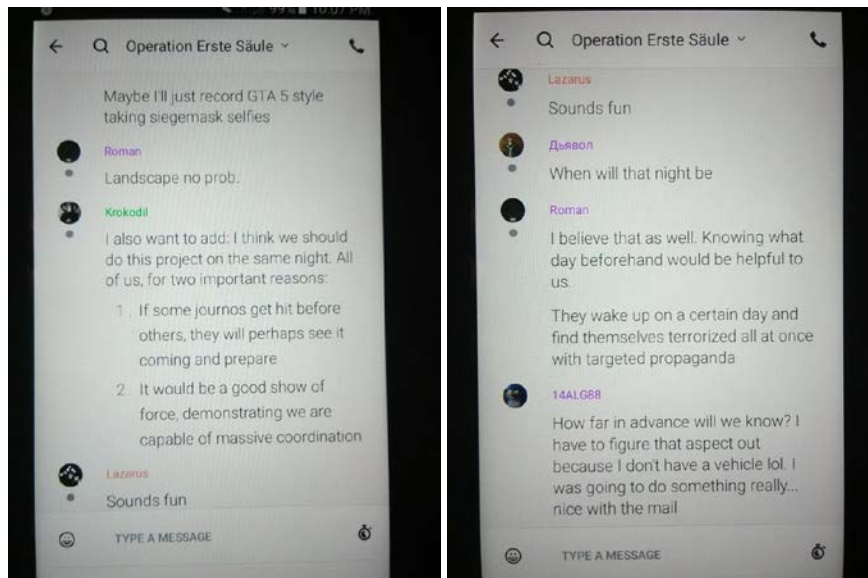 99% 10:07 PM
Operation Erste Säule
Maybe I'll just record GTA 5 style
taking siegemask selfies
Roman
Landscape no prob.
Krokodil
I also want to add: I think we should
do this project on the same night. All
of us, for two important reasons:
1. If some journos get hit before
others, they will perhaps see it
coming and prepare
2. It would be a good show of
force, demonstrating we are
capable of massive coordination
Lazarus
Sounds fun
TYPE A MESSAGE
Operation Erste Säule
Lazarus
Sounds fun
Дьявол
When will that night be
Roman
I believe that as well. Knowing what
day beforehand would be helpful to
us.
They wake up on a certain day and
find themselves terrorized all at once
with targeted propaganda
14ALG88
How far in advance will we know? I
have to figure that aspect out
because I don't have a vehicle lol. I
was going to do something really...
nice with the mail
TYPE A MESSAGE